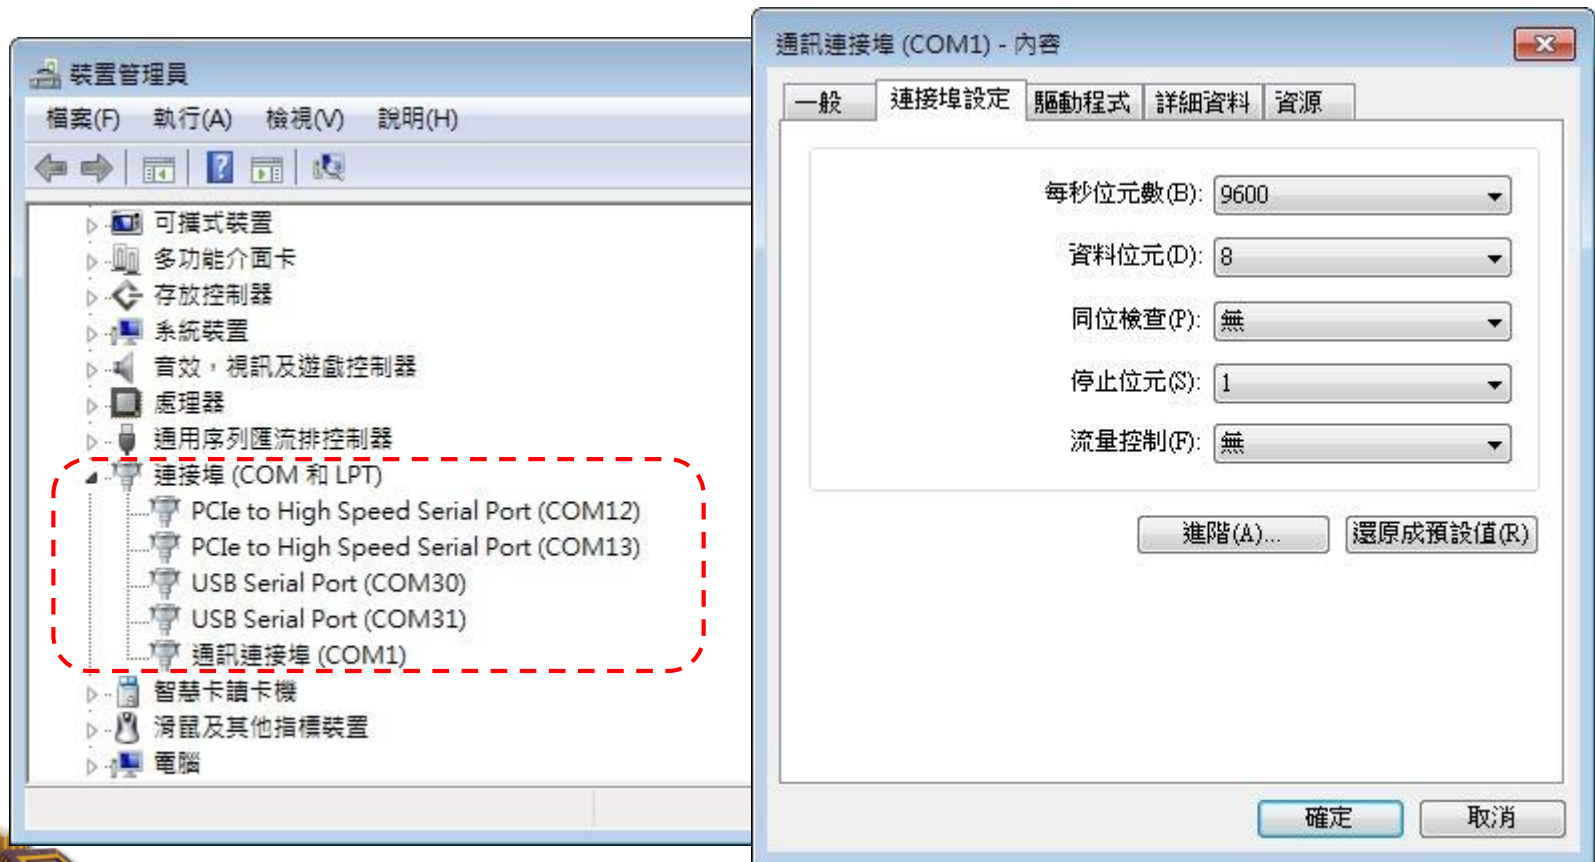 裝置管理員
檔案(F) 執行(A) 檢視(V) 說明(H)
可攜式裝置
多功能介面卡
存放控制器
系統裝置
音效，視訊及遊戲控制器
處理器
通用序列匯流排控制器
連接埠 (COM 和 LPT)
PCIe to High Speed Serial Port (COM12)
PCIe to High Speed Serial Port (COM13)
USB Serial Port (COM30)
USB Serial Port (COM31)
通訊連接埠 (COM1)
智慧卡讀卡機
滑鼠及其他指標裝置
電腦
通訊連接埠 (COM1) - 內容
一般 連接埠設定 驅動程式 詳細資料 資源
每秒位元數(B): 9600
資料位元(D): 8
同位檢查(P): 無
停止位元(S): 1
流量控制(F): 無
進階(A)... 還原成預設值(R)
確定 取消